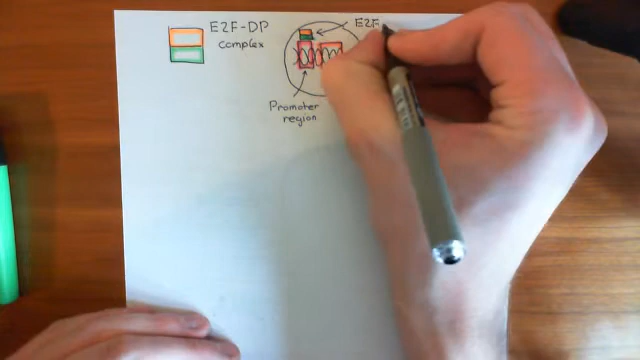 E2F-DP
complex
E2F
Promoter
region